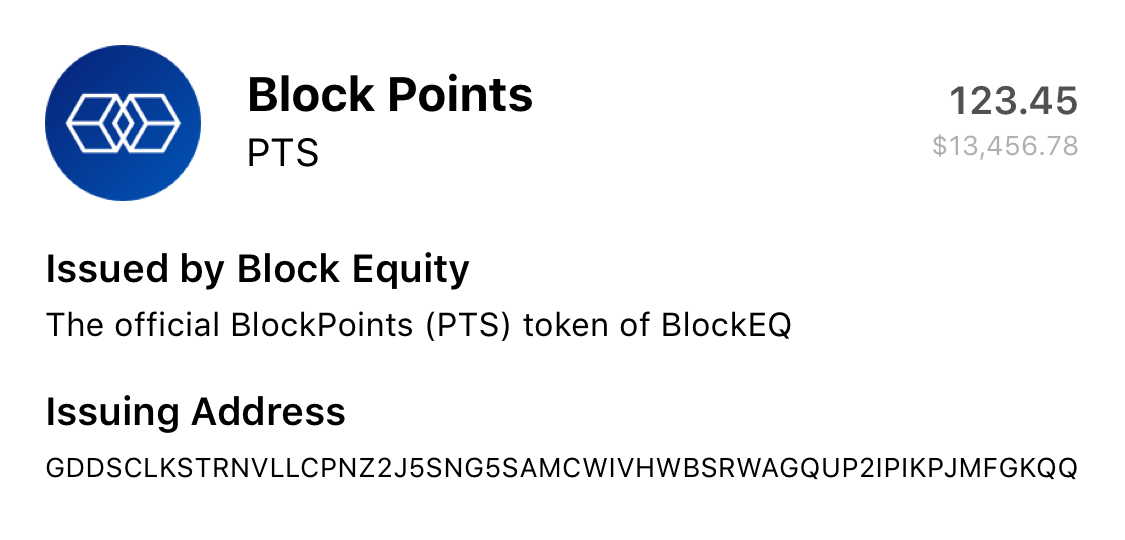 Block Points
PTS
123.45
$13,456.78
Issued by Block Equity
The official BlockPoints (PTS) token of BlockEQ
Issuing Address
GDDSCLKSTRNVLLCPNZ2J5SNG5SAMCWIVHWBSRWAGQUP2IPIKPJMFGKQQ